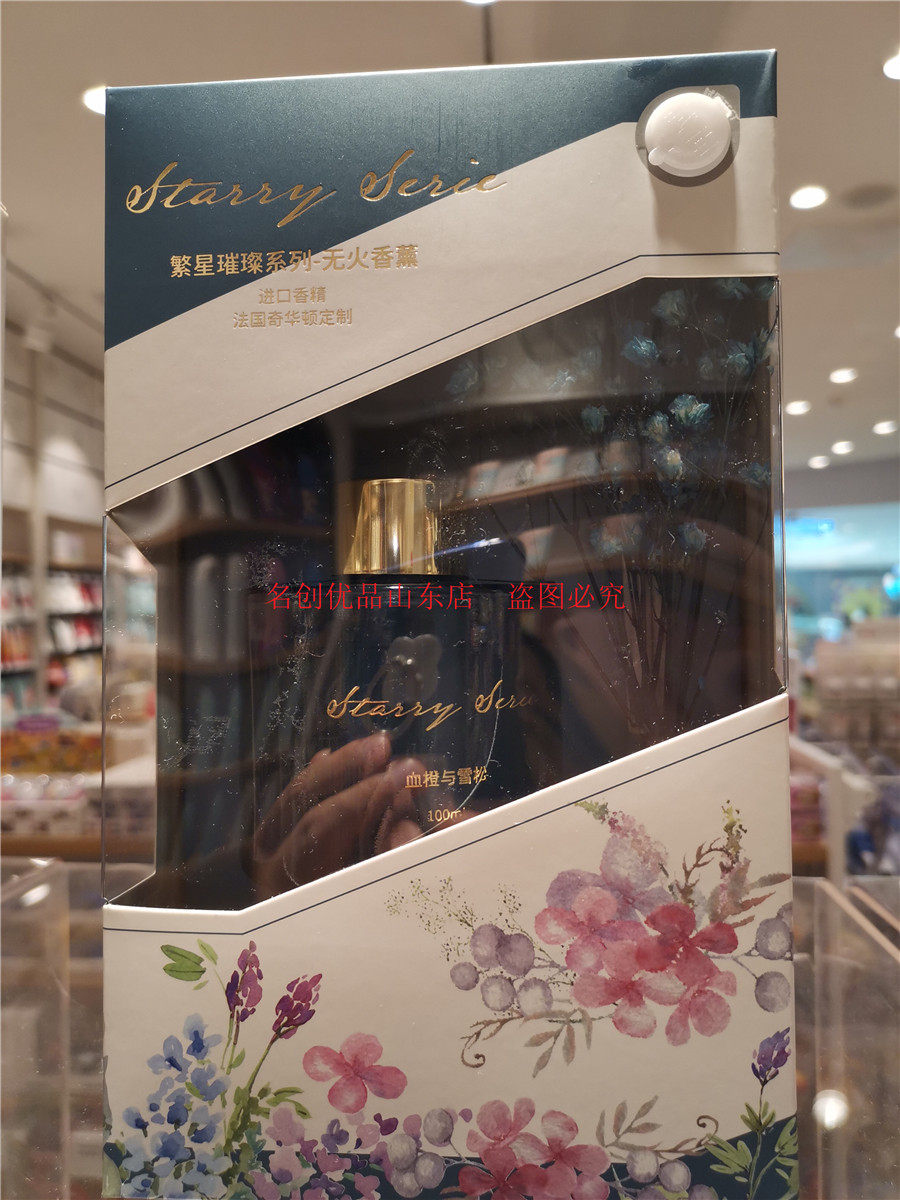 Starry Serie
繁星璀璨系列-无火香薰
进口香精
法国奇华顿定制
名创优品山东店 盗图必究
Starry Serie
血橙与雪松
100ml